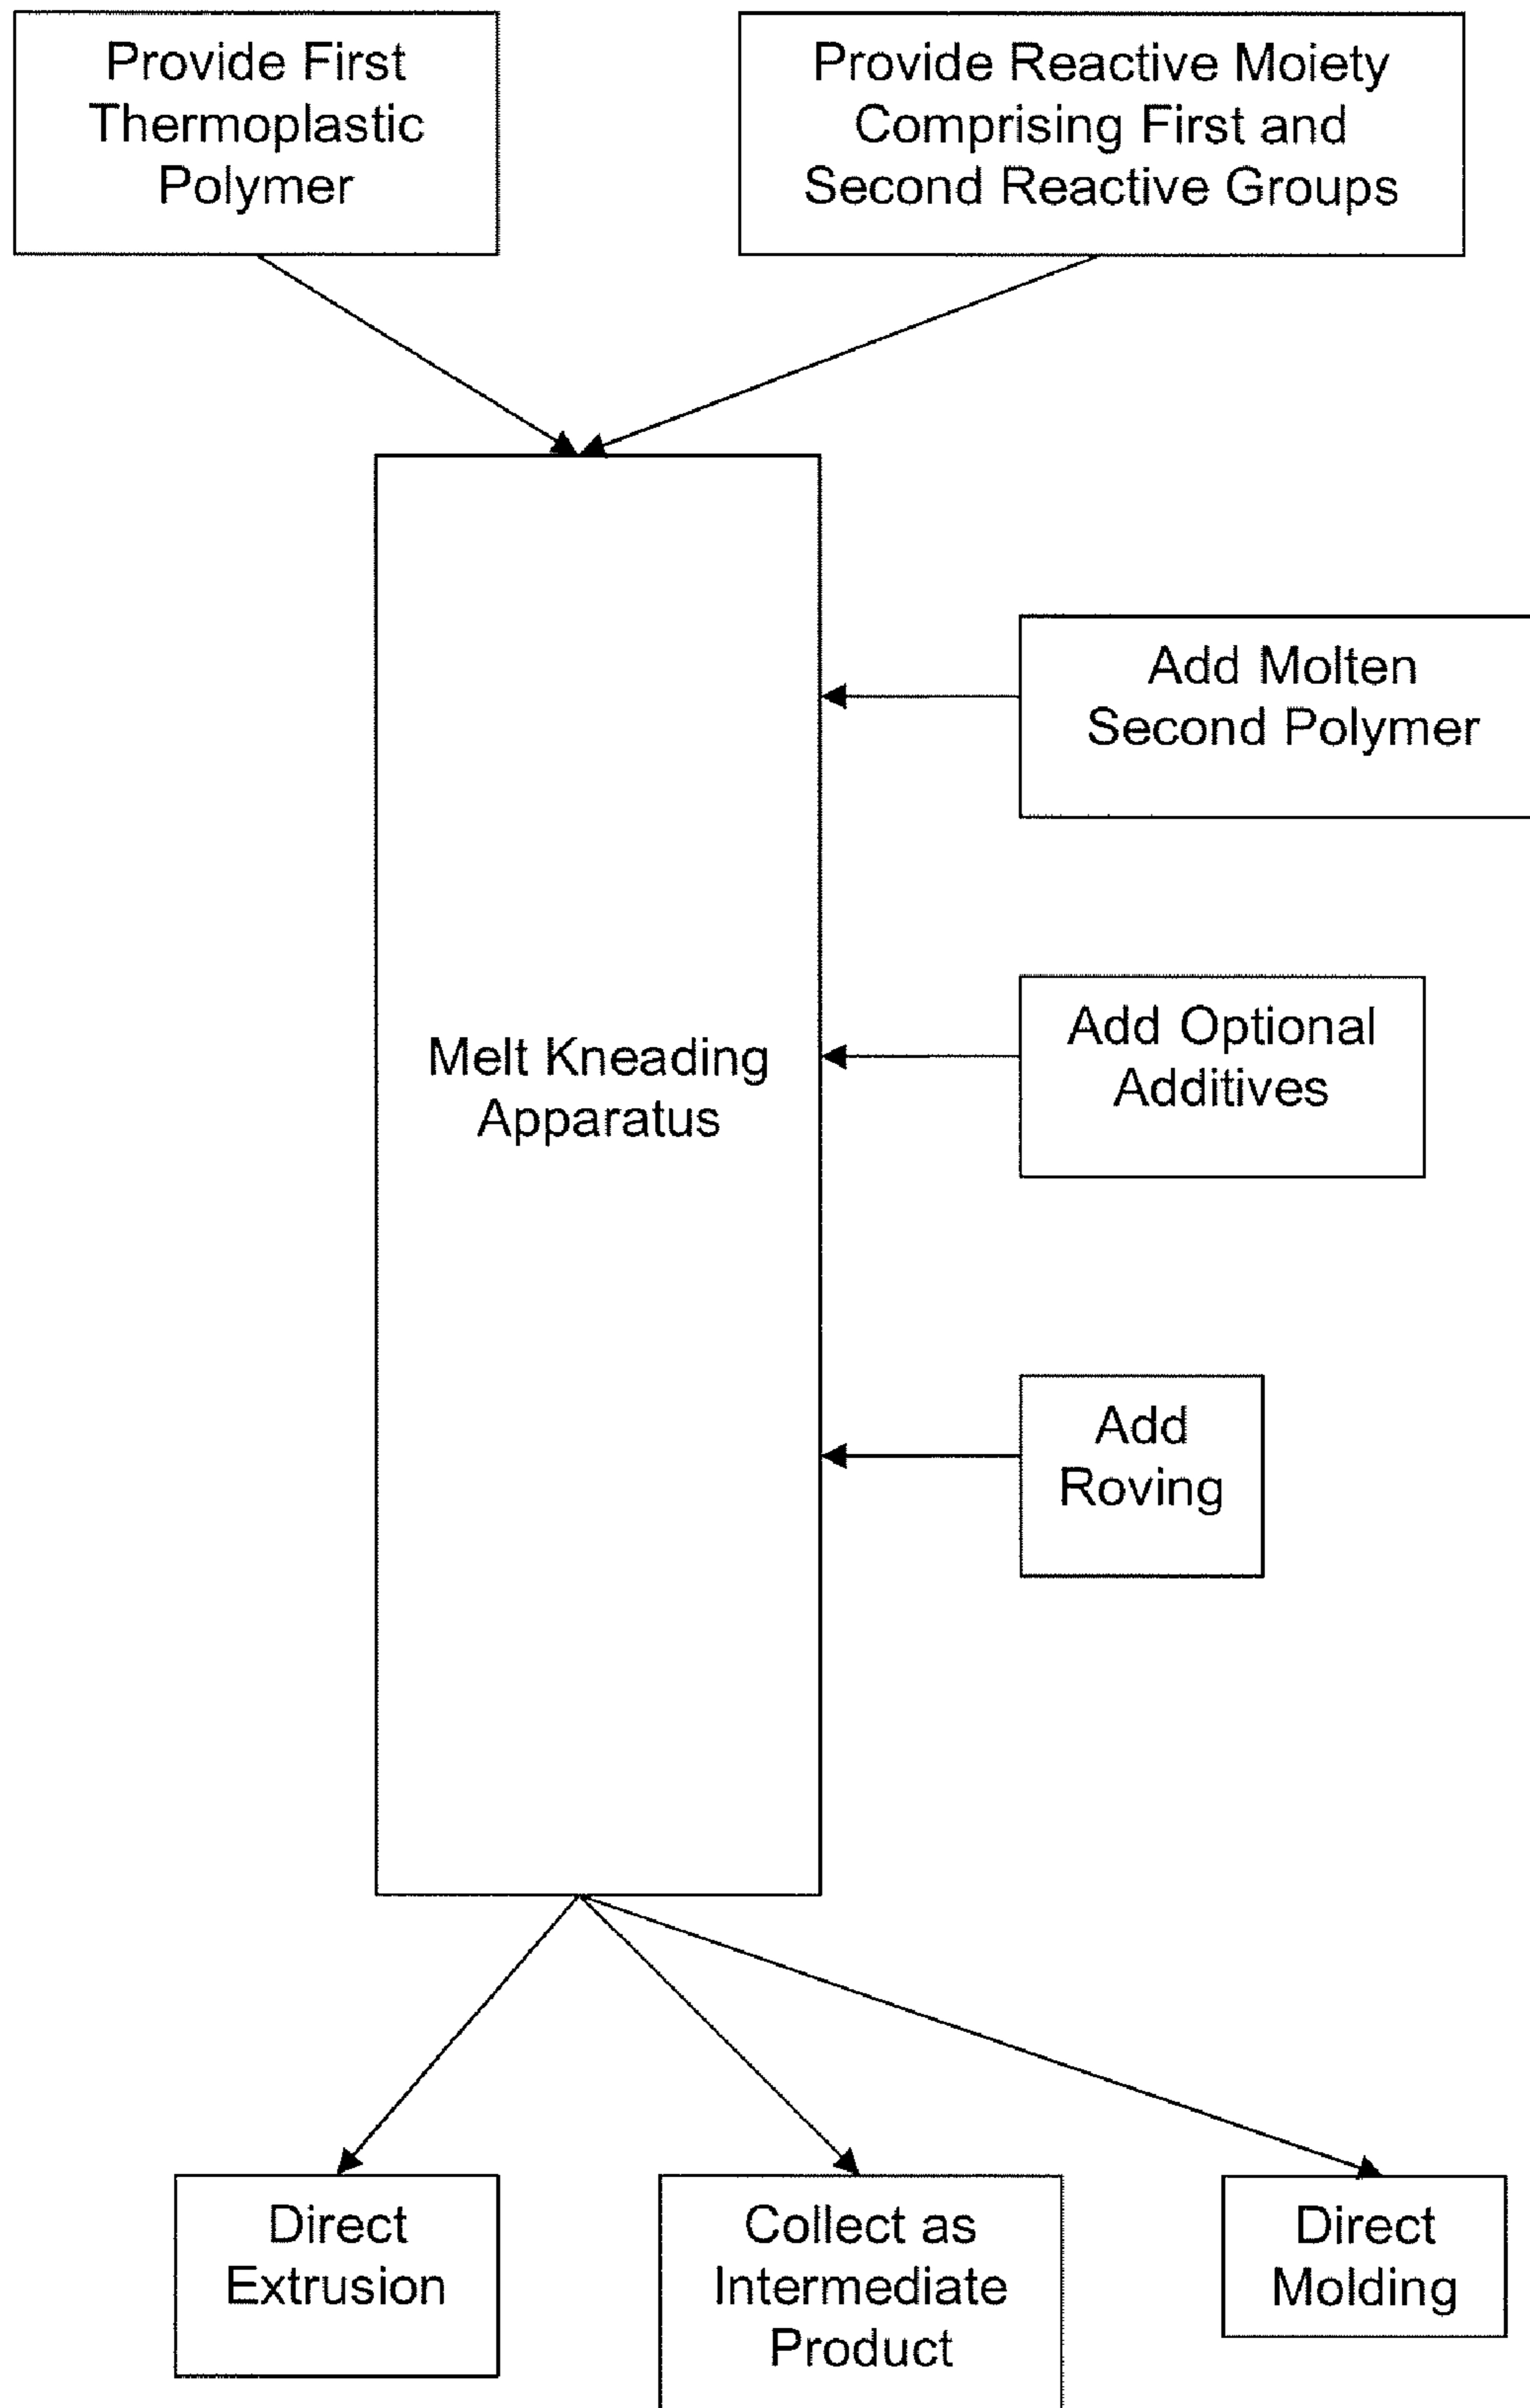 Provide First
Thermoplastic
Polymer
Provide Reactive Moiety
Comprising First and
Second Reactive Groups
Add Molten
Second Polymer
Melt Kneading
Apparatus
Add Optional
Additives
Add
Roving
Direct
Extrusion
Collect as
Intermediate
Product
Direct
Molding